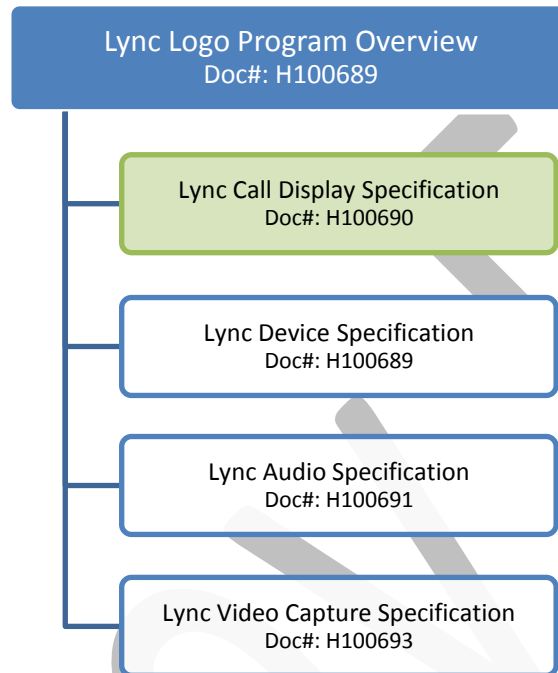 Lync Logo Program Overview
Doc#: H100689
Lync Call Display Specification
Doc#: H100690
Lync Device Specification
Doc#: H100689
Lync Audio Specification
Doc#: H100691
Lync Video Capture Specification
Doc#: H100693